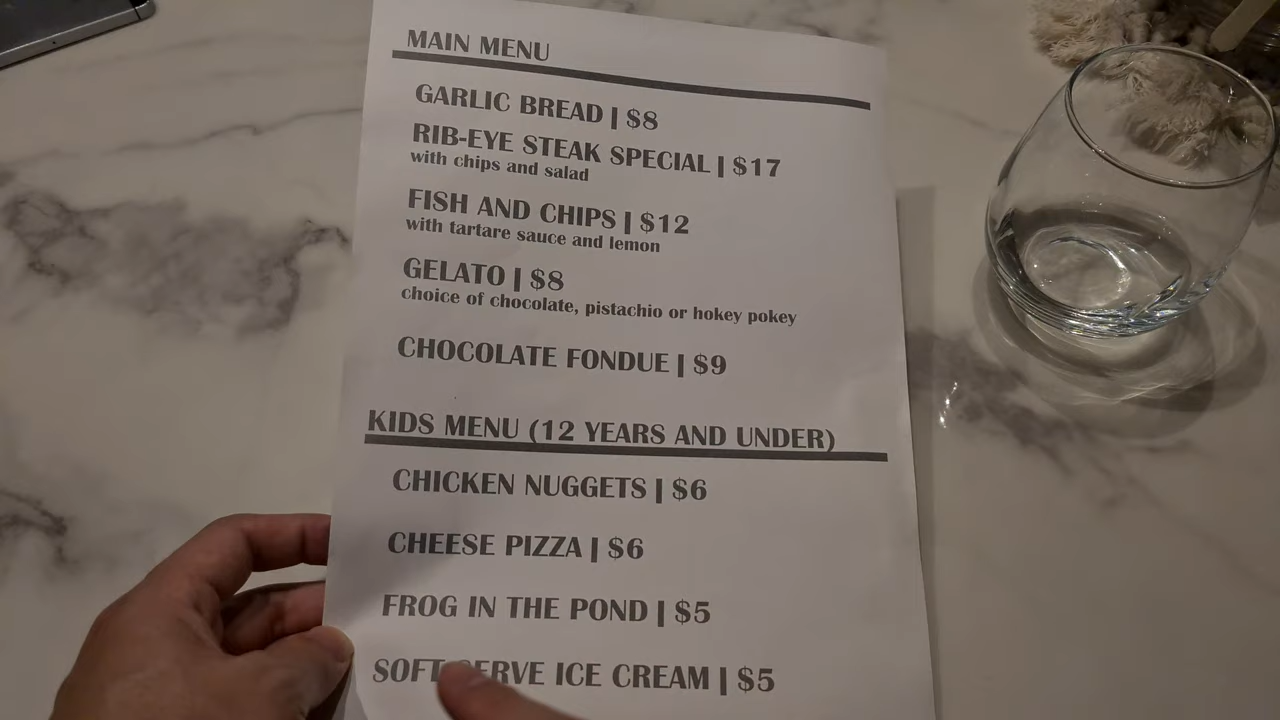 MAIN MENU
GARLIC BREAD | $8
RIB-EYE STEAK SPECIAL | $17
with chips and salad
FISH AND CHIPS | $12
with tartare sauce and lemon
GELATO | $8
choice of chocolate, pistachio or hokey pokey
CHOCOLATE FONDUE | $9
KIDS MENU (12 YEARS AND UNDER)
CHICKEN NUGGETS | $6
CHEESE PIZZA | $6
FROG IN THE POND | $5
SOFT SERVE ICE CREAM | $5